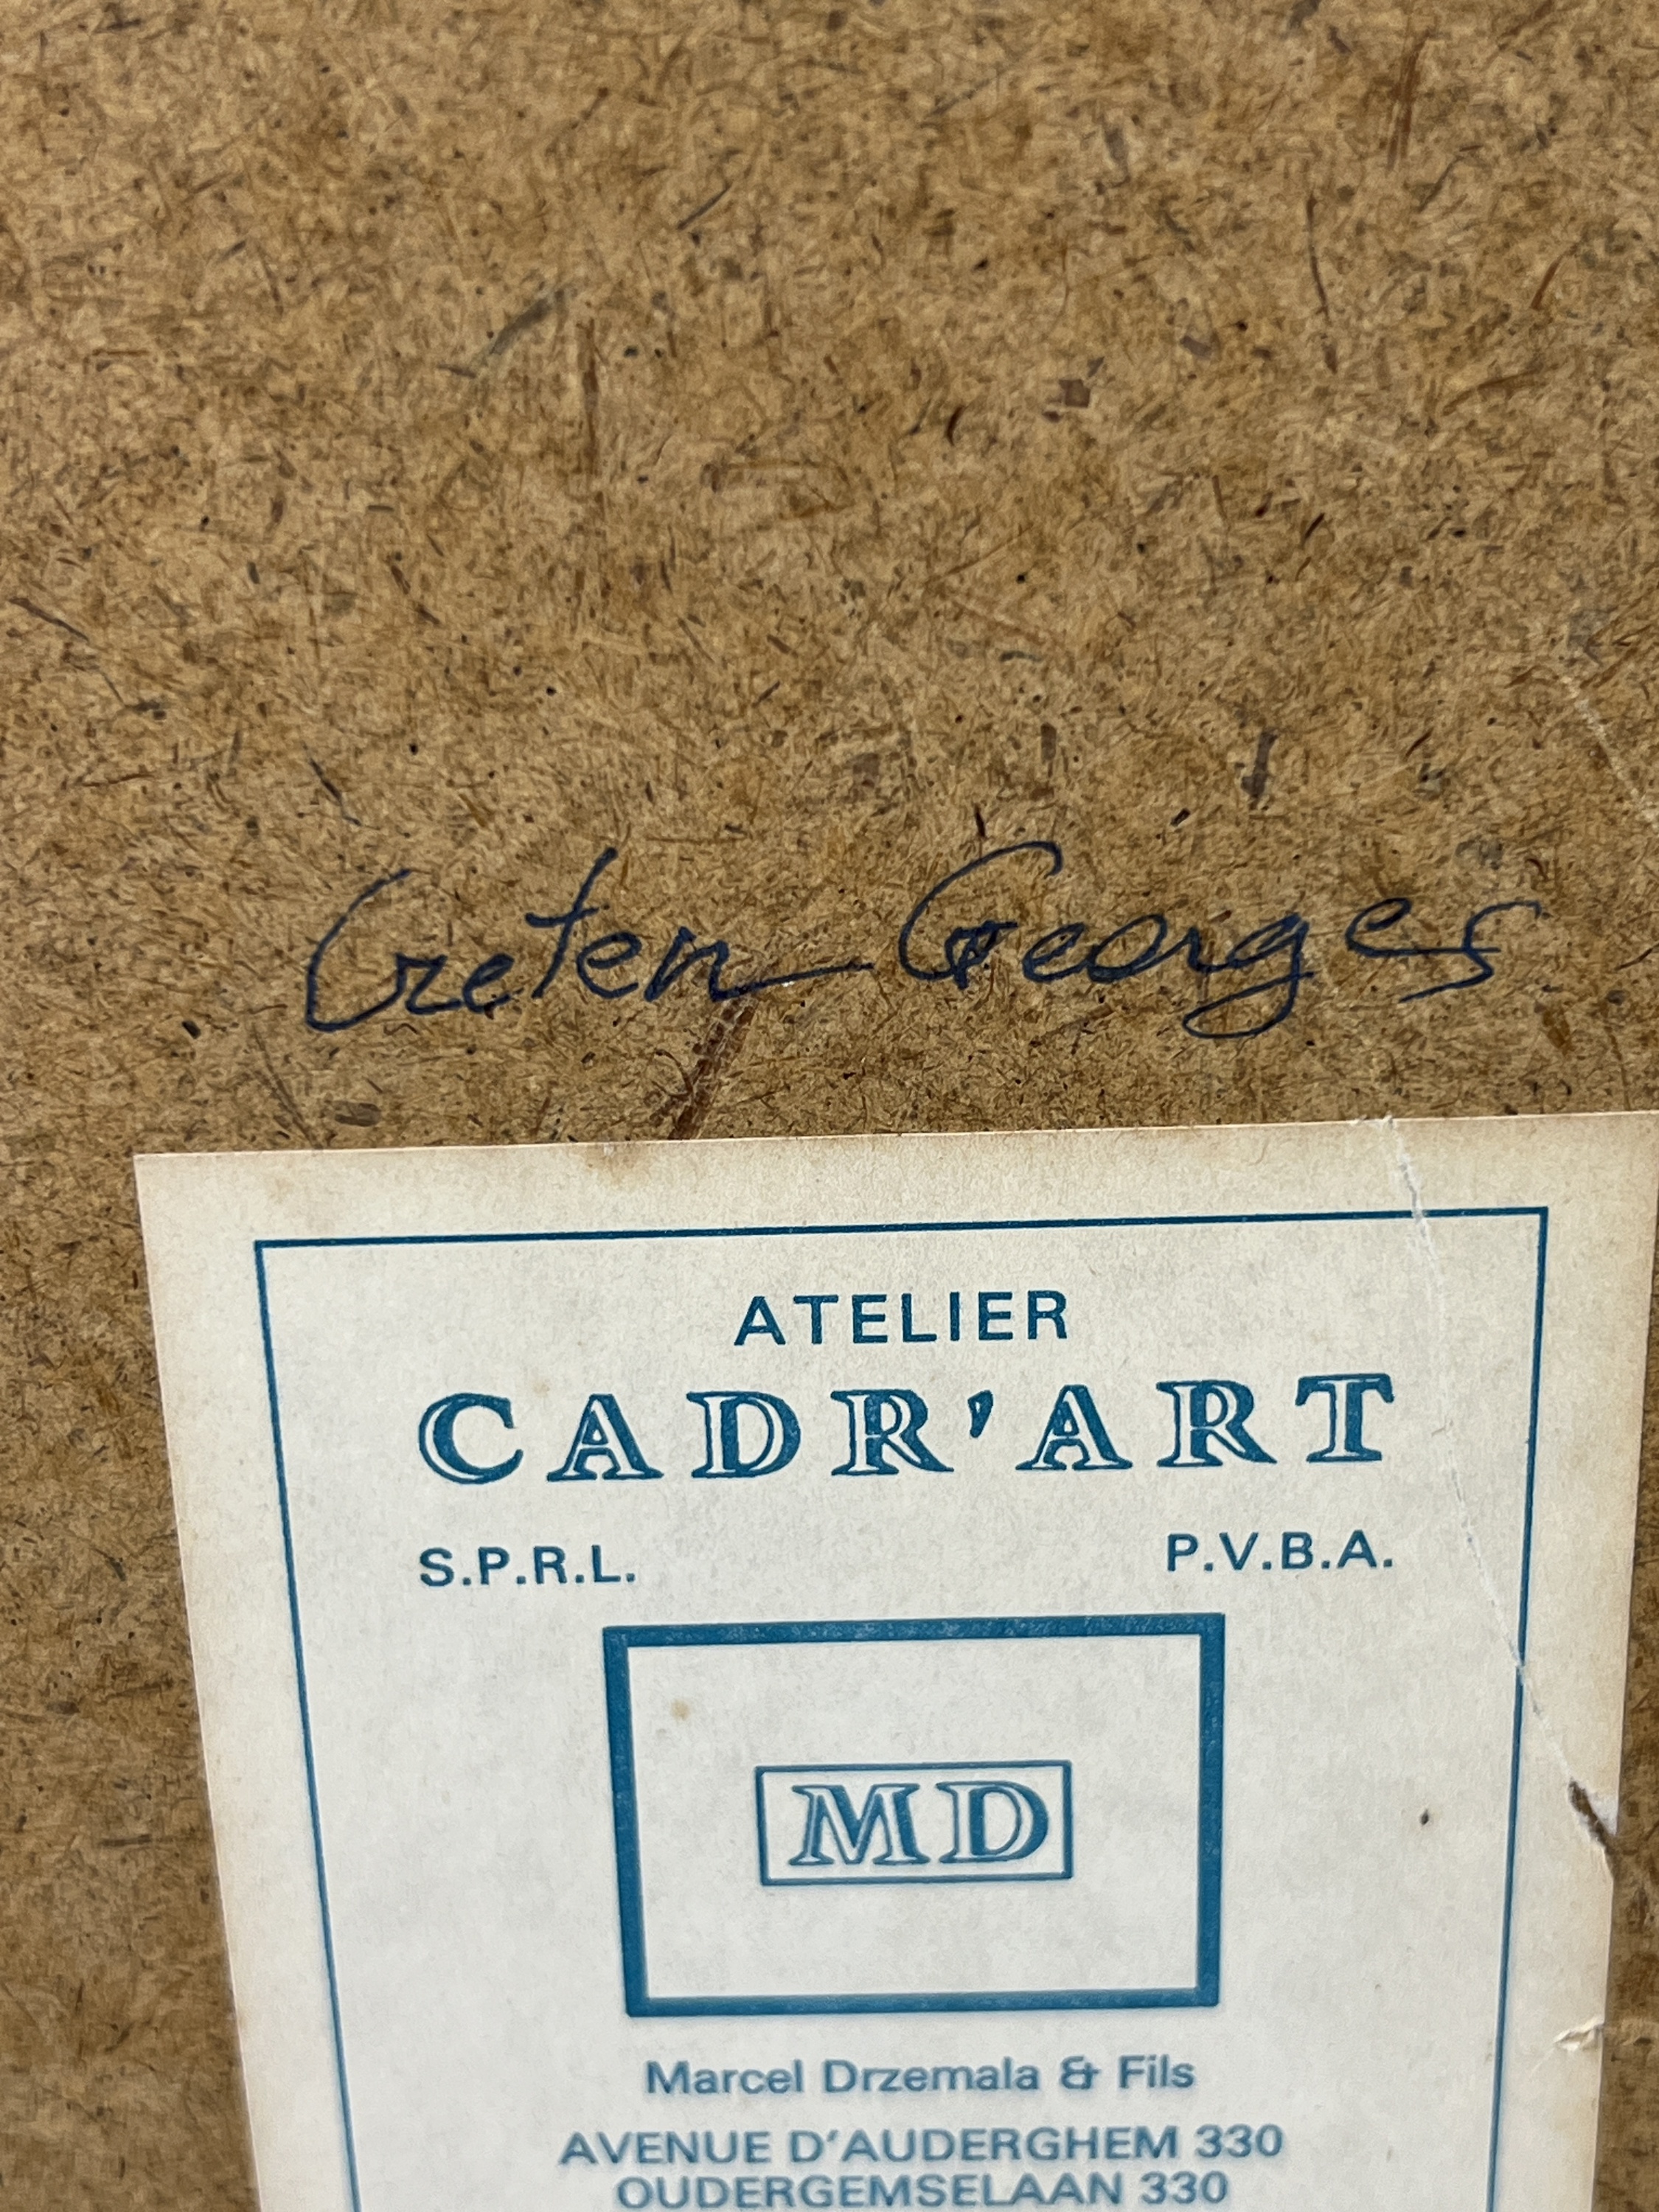 Creten Georges
ATELIER
CADR'ART
S.P.R.L. P.V.B.A.
MD
Marcel Drzemala & Fils
AVENUE D'AUDERGHEM 330
OUDERGEMSELAAN 330